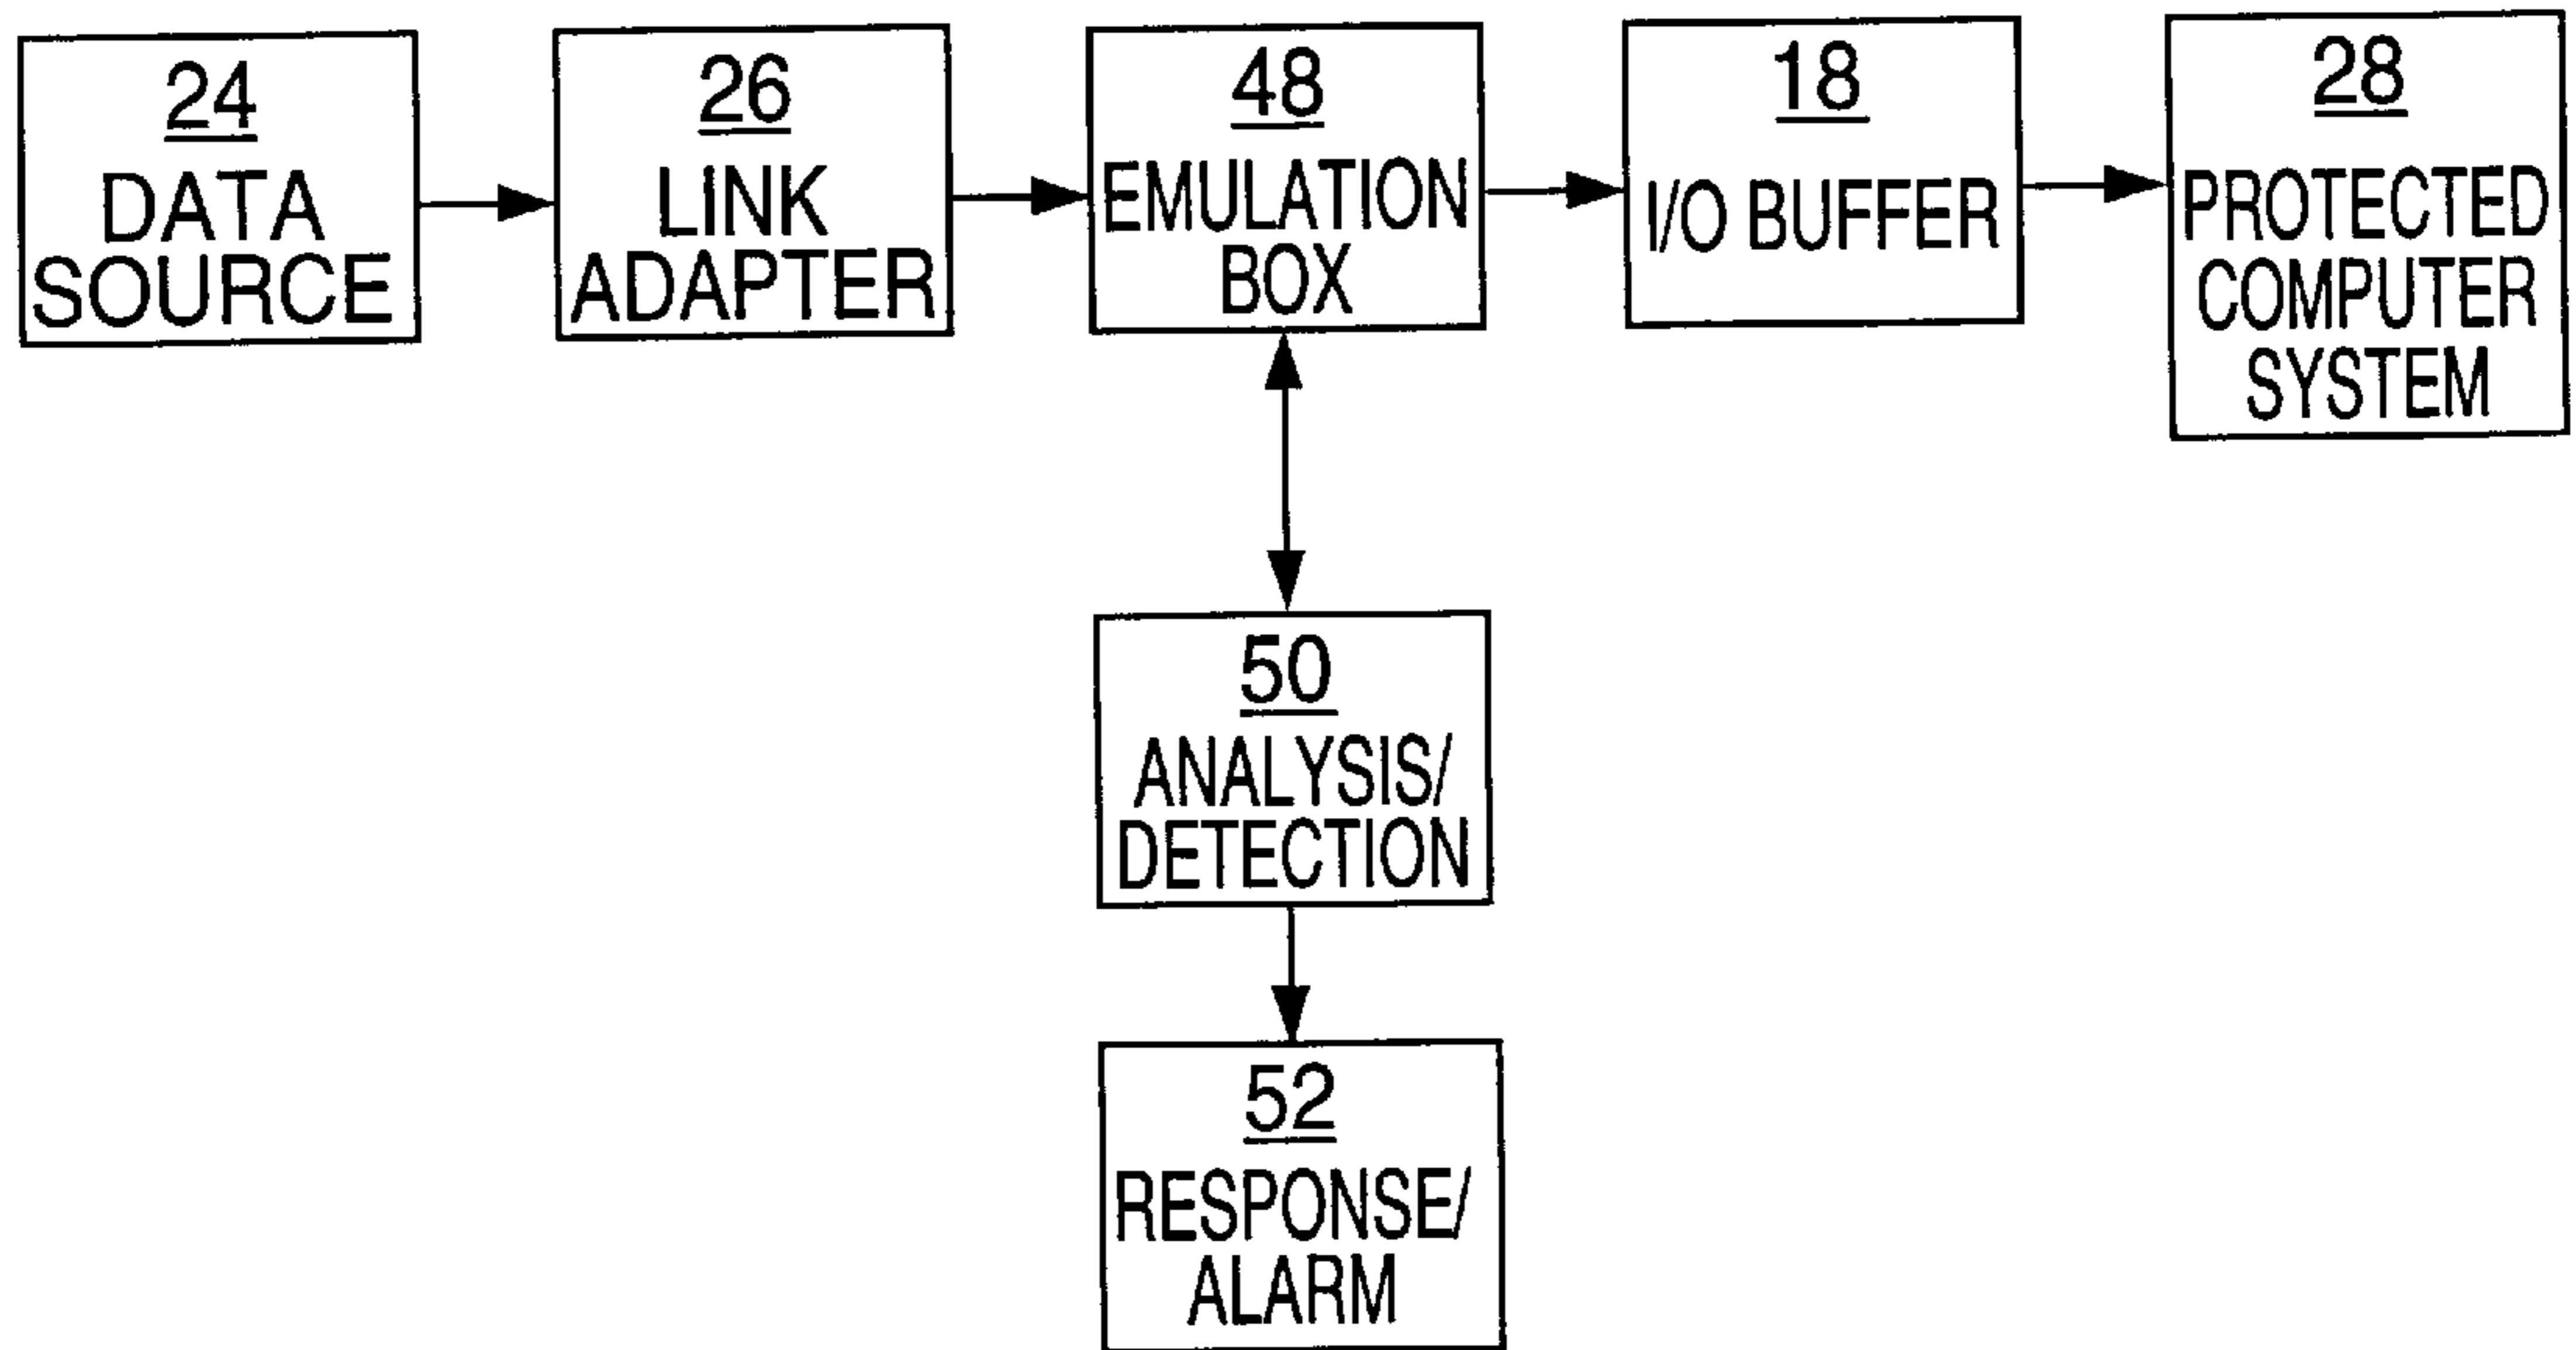 24
DATA
SOURCE
26
LINK
ADAPTER
48
EMULATION
BOX
18
I/O BUFFER
28
PROTECTED
COMPUTER
SYSTEM
50
ANALYSIS/
DETECTION
52
RESPONSE/
ALARM